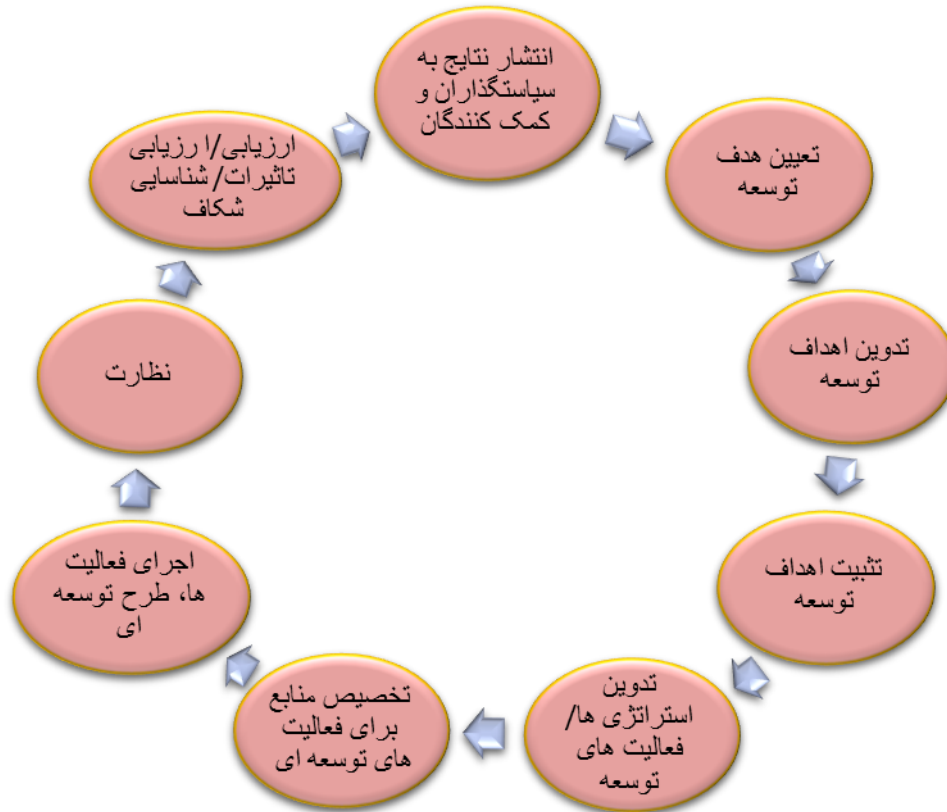 انتشار نتایج به
سیاستگذاران و
کمک کنندگان
تعیین هدف
توسعه
تدوین اهداف
توسعه
تثبیت اهداف
توسعه
تدوین
استراتژی ها/
فعالیت های
توسعه
تخصیص منابع
برای فعالیت
های توسعه ای
اجرای فعالیت
ها، طرح توسعه
ای
نظارت
ارزیابی/ا رزیابی
تاثیرات/ شناسایی
شکاف